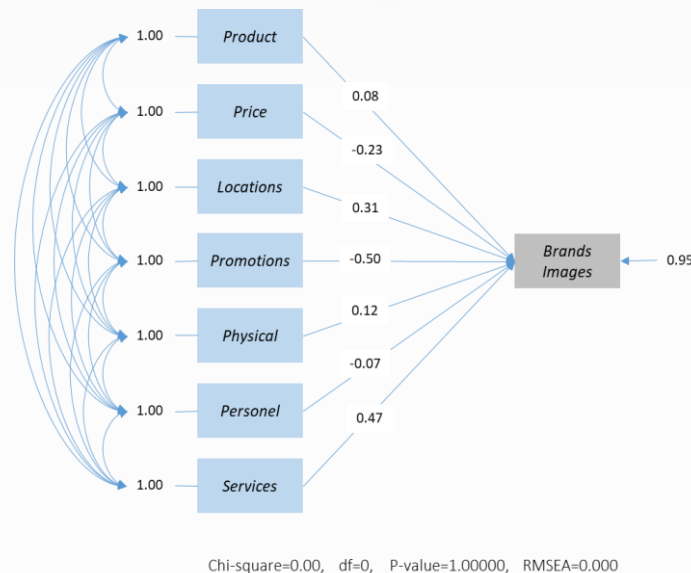 1.00 Product
0.08
1.00 Price
-0.23
1.00 Locations
0.31
1.00 Promotions -0.50
Brands
Images 0.95
1.00 Physical
0.12
1.00 Personel
-0.07
0.47
1.00 Services
Chi-square=0.00, df=0, P-value=1.00000, RMSEA=0.000